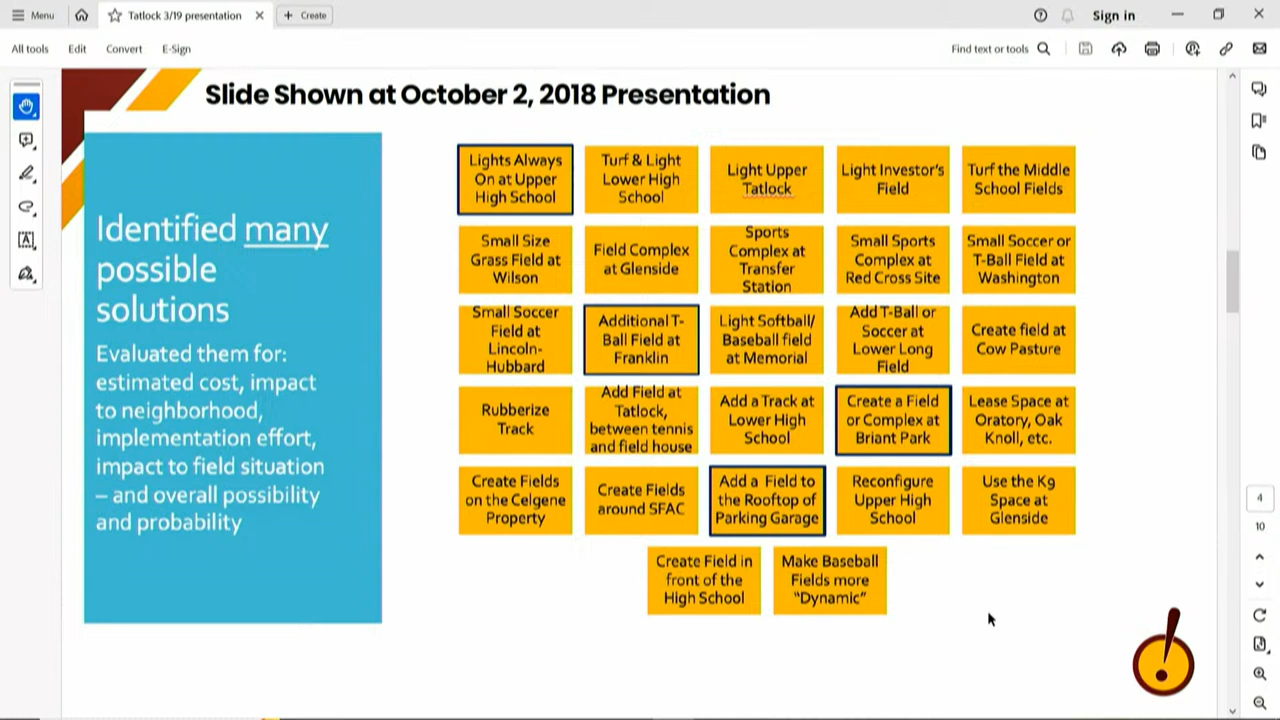 Menu
Tatlock 3/19 presentation
Create
Sign in
All tools
Edit
Convert
E-Sign
Find text or tools
Slide Shown at October 2, 2018 Presentation
Identified many
possible
solutions
Evaluated them for:
estimated cost, impact
to neighborhood,
implementation effort,
impact to field situation
– and overall possibility
and probability
Lights Always
On at Upper
High School
Turf & Light
Lower High
School
Light Upper
Tatlock
Light Investor's
Field
Turf the Middle
School Fields
Small Size
Grass Field at
Wilson
Field Complex
at Glenside
Sports
Complex at
Transfer
Station
Small Sports
Complex at
Red Cross Site
Small Soccer or
T-Ball Field at
Washington
Small Soccer
Field at
Lincoln-
Hubbard
Additional T-
Ball Field at
Franklin
Light Softball/
Baseball field
at Memorial
Add T-Ball or
Soccer at
Lower Long
Field
Create field at
Cow Pasture
Rubberize
Track
Add Field at
Tatlock,
between tennis
and field house
Add a Track at
Lower High
School
Create a Field
or Complex at
Briant Park
Lease Space at
Oratory, Oak
Knoll, etc.
Create Fields
on the Celgene
Property
Create Fields
around SFAC
Add a Field to
the Rooftop of
Parking Garage
Reconfigure
Upper High
School
Use the K9
Space at
Glenside
Create Field in
front of the
High School
Make Baseball
Fields more
“Dynamic”
4
10